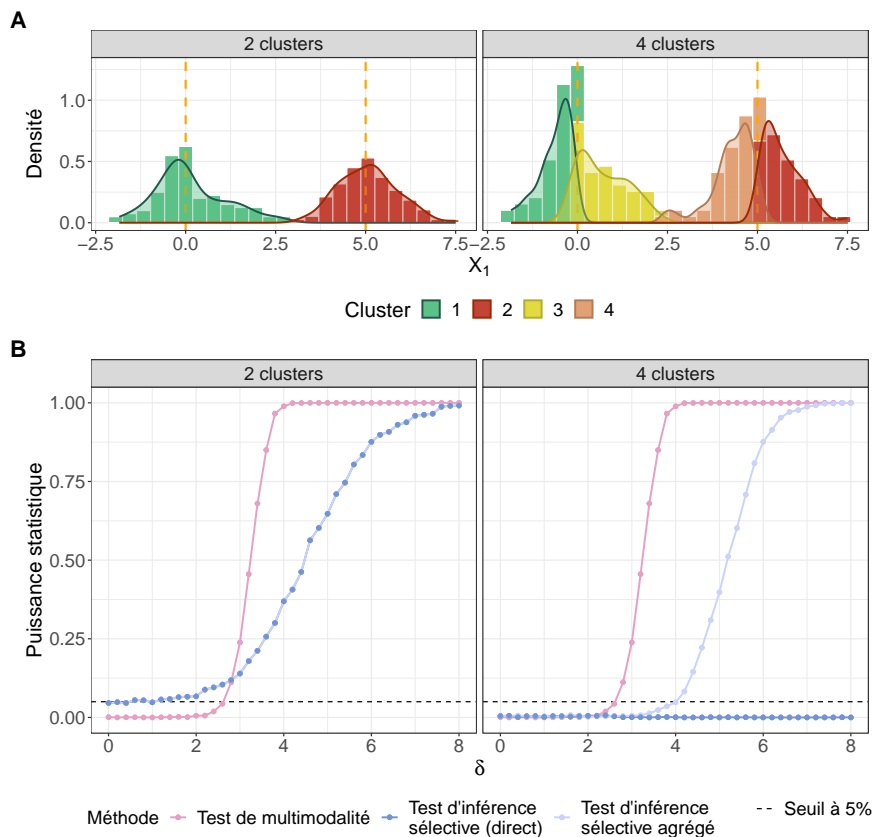 A
2 clusters
4 clusters
Densité
1.0
0.5
0.0
−2.5 0.0 2.5 5.0 7.5
−2.5 0.0 2.5 5.0 7.5
X1
Cluster 1 2 3 4
B
2 clusters
4 clusters
Puissance statistique
1.00
0.75
0.50
0.25
0.00
0 2 4 6 8
0 2 4 6 8
δ
Méthode Test de multimodalité Test d'inférence sélective (direct) Test d'inférence sélective agrégé Seuil à 5%